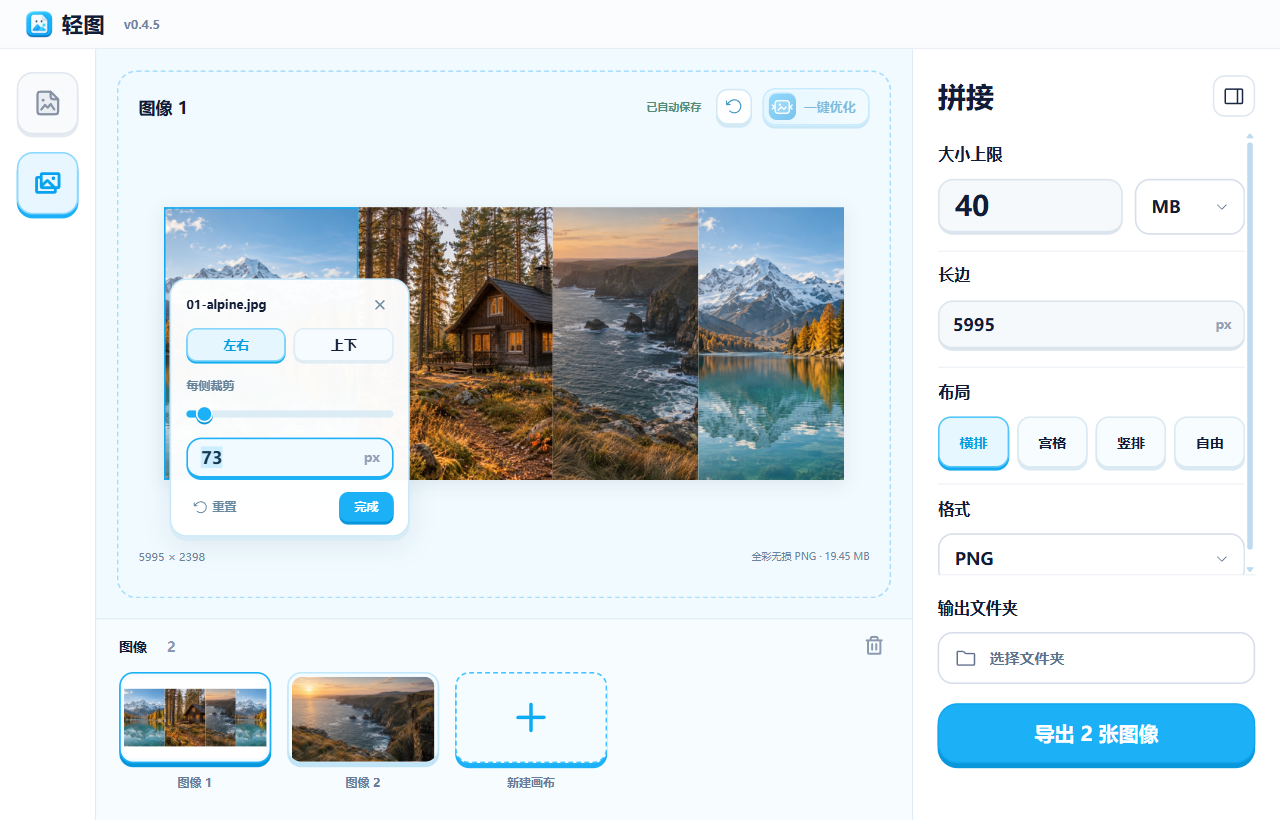 轻图 v0.4.5
图像 1
已自动保存
一键优化
01-alpine.jpg
左右
上下
每侧裁剪
73 px
重置
完成
5995 × 2398
全彩无损 PNG · 19.45 MB
图像 2
图像 1
图像 2
新建画布
拼接
大小上限
40
MB
长边
5995 px
布局
横排
宫格
竖排
自由
格式
PNG
输出文件夹
选择文件夹
导出 2 张图像